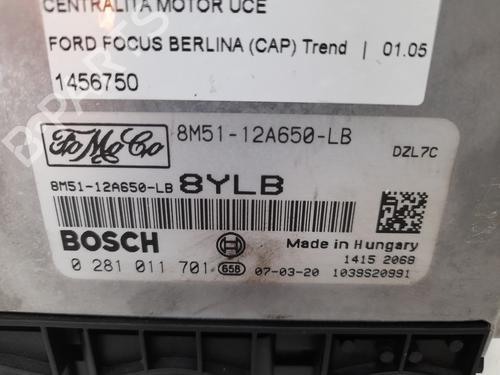 CENTRALITA MOTOR UCE
FORD FOCUS BERLINA (CAP) Trend | 01.05
1456750
FoMoCo
8M51-12A650-LB
DZL7C
8M51-12A650-LB 8YLB
BOSCH
Made in Hungary
1415 2068
0 281 011 701 658 07-03-20 1039S20991
B-PARTS